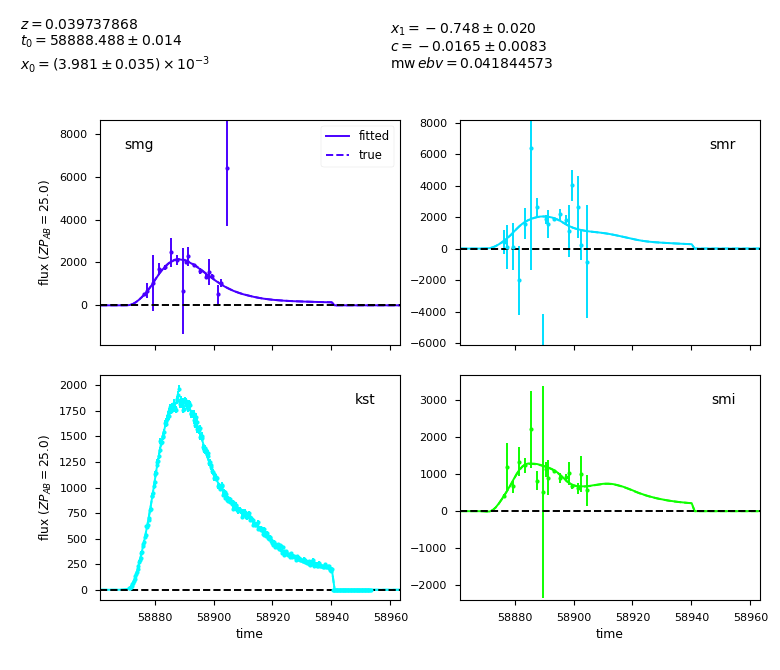 z = 0.039737868
t₀ = 58888.488 ± 0.014
x₀ = (3.981 ± 0.035) × 10⁻³
x₁ = −0.748 ± 0.020
c = −0.0165 ± 0.0083
mw ebv = 0.041844573
smg
fitted
true
8000
6000
4000
2000
0
flux (ZP_AB = 25.0)
smr
8000
6000
4000
2000
0
−2000
−4000
−6000
kst
2000
1750
1500
1250
1000
750
500
250
0
flux (ZP_AB = 25.0)
58880 58900 58920 58940 58960
time
smi
3000
2000
1000
0
−1000
−2000
58880 58900 58920 58940 58960
time